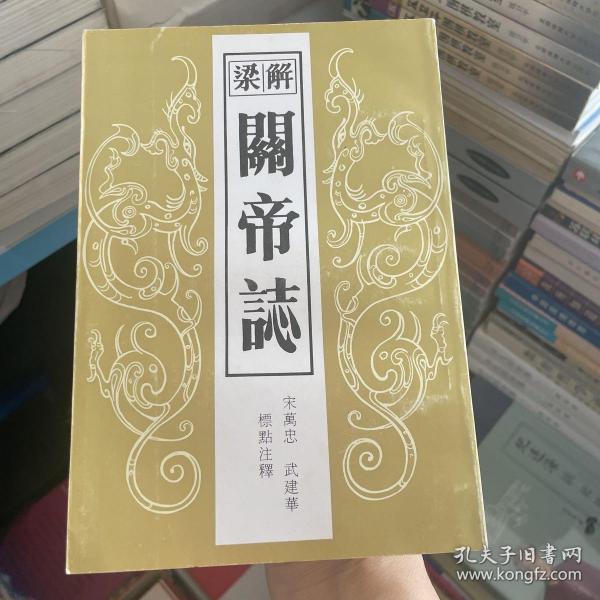 解梁
關帝誌
宋萬忠 武建華
標點注釋
孔夫子旧书网
www.kongfz.com